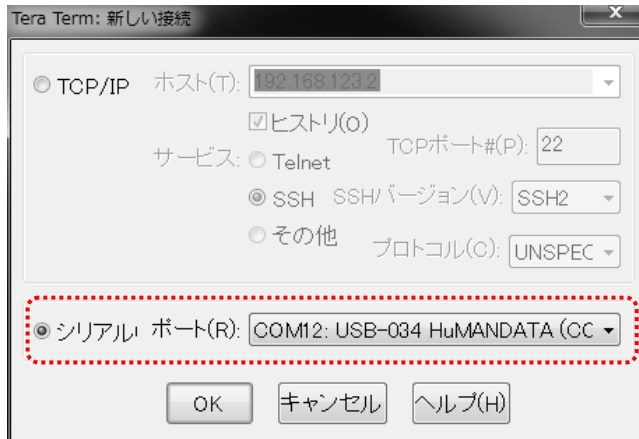 Tera Term: 新しい接続
TCP/IP ホスト(T): 192.168.123.2
ヒストリ(O)
サービス: Telnet TCPポート#(P): 22
SSH SSHバージョン(V): SSH2
その他 プロトコル(C): UNSPEC
シリアル ポート(R): COM12: USB-034 HuMANDATA (CC
OK キャンセル ヘルプ(H)